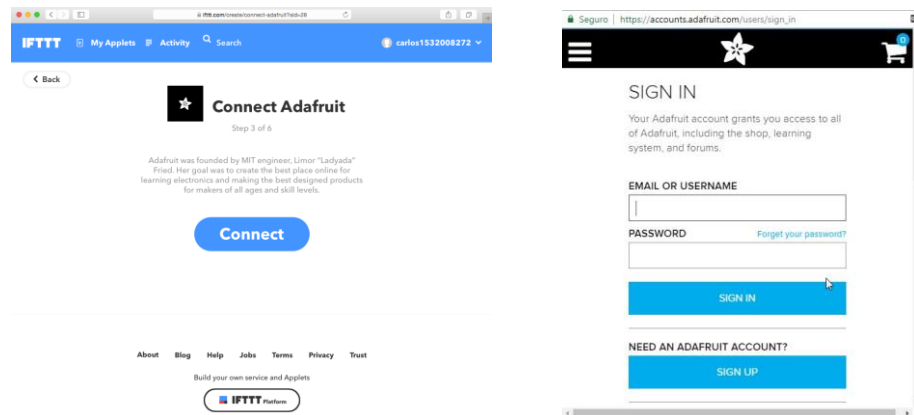 ifttt.com/create/connect-adafruit?sid=28
IFTTT My Applets Activity Search carlos1532008272
Back
Connect Adafruit
Step 3 of 6
Adafruit was founded by MIT engineer, Limor "Ladyada"
Fried. Her goal was to create the best place online for
learning electronics and making the best designed products
for makers of all ages and skill levels.
Connect
About Blog Help Jobs Terms Privacy Trust
Build your own service and Applets
IFTTT Platform
Seguro https://accounts.adafruit.com/users/sign_in
0
SIGN IN
Your Adafruit account grants you access to all
of Adafruit, including the shop, learning
system, and forums.
EMAIL OR USERNAME
PASSWORD Forget your password?
SIGN IN
NEED AN ADAFRUIT ACCOUNT?
SIGN UP